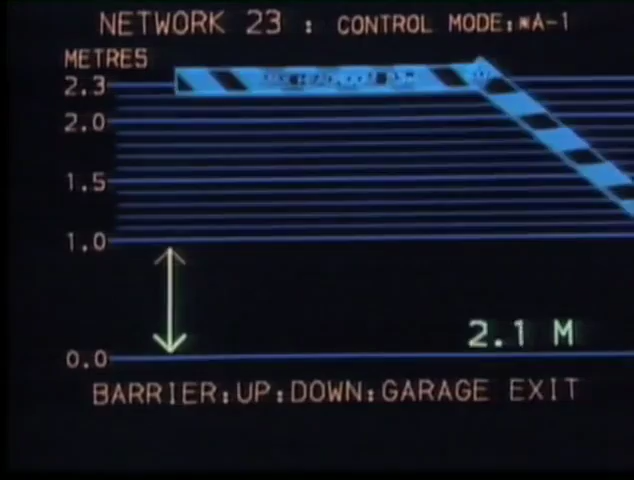 NETWORK 23 : CONTROL MODE:*A-1
METRES
2.3
2.0
1.5
1.0
2.1 M
0.0
BARRIER:UP:DOWN:GARAGE EXIT